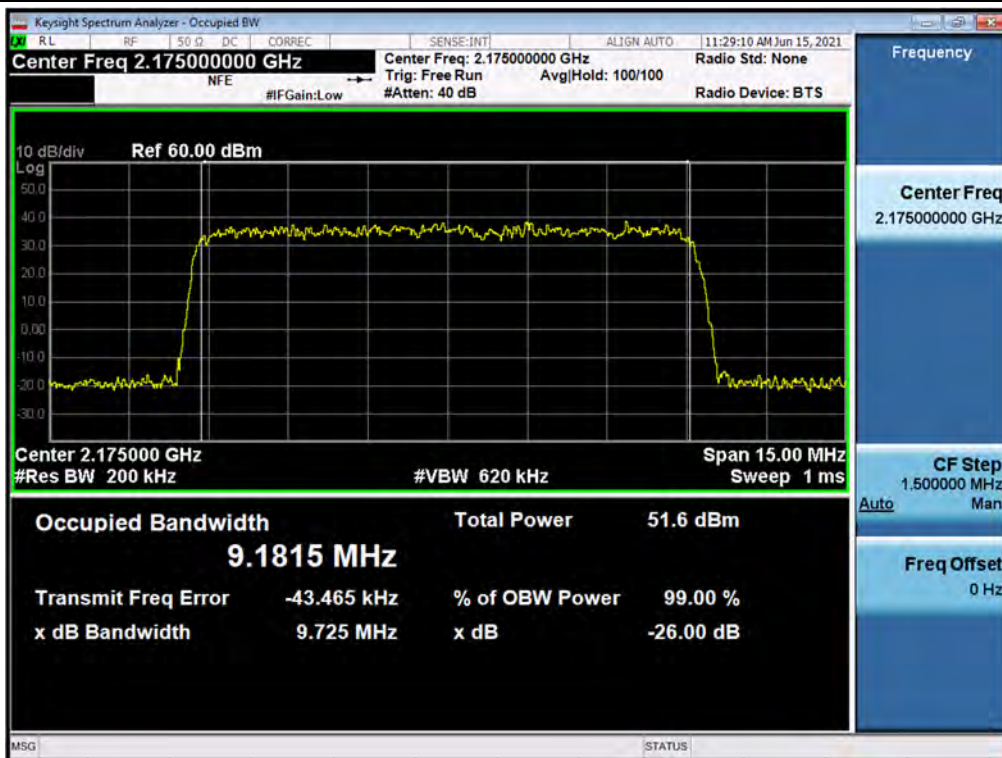 Keysight Spectrum Analyzer - Occupied BW
LXI RL RF 50 Ω DC CORREC SENSE:INT ALIGN AUTO 11:29:10 AM Jun 15, 2021
Center Freq 2.175000000 GHz
NFE
#IFGain:Low
Center Freq: 2.175000000 GHz
Trig: Free Run Avg|Hold: 100/100
#Atten: 40 dB
Radio Std: None
Radio Device: BTS
10 dB/div Ref 60.00 dBm
Log
50.0
40.0
30.0
20.0
10.0
0.00
-10.0
-20.0
-30.0
Center 2.175000 GHz Span 15.00 MHz
#Res BW 200 kHz #VBW 620 kHz Sweep 1 ms
Occupied Bandwidth Total Power 51.6 dBm
9.1815 MHz
Transmit Freq Error -43.465 kHz % of OBW Power 99.00 %
x dB Bandwidth 9.725 MHz x dB -26.00 dB
MSG STATUS
Frequency
Center Freq
2.175000000 GHz
CF Step
1.500000 MHz
Auto Man
Freq Offset
0 Hz